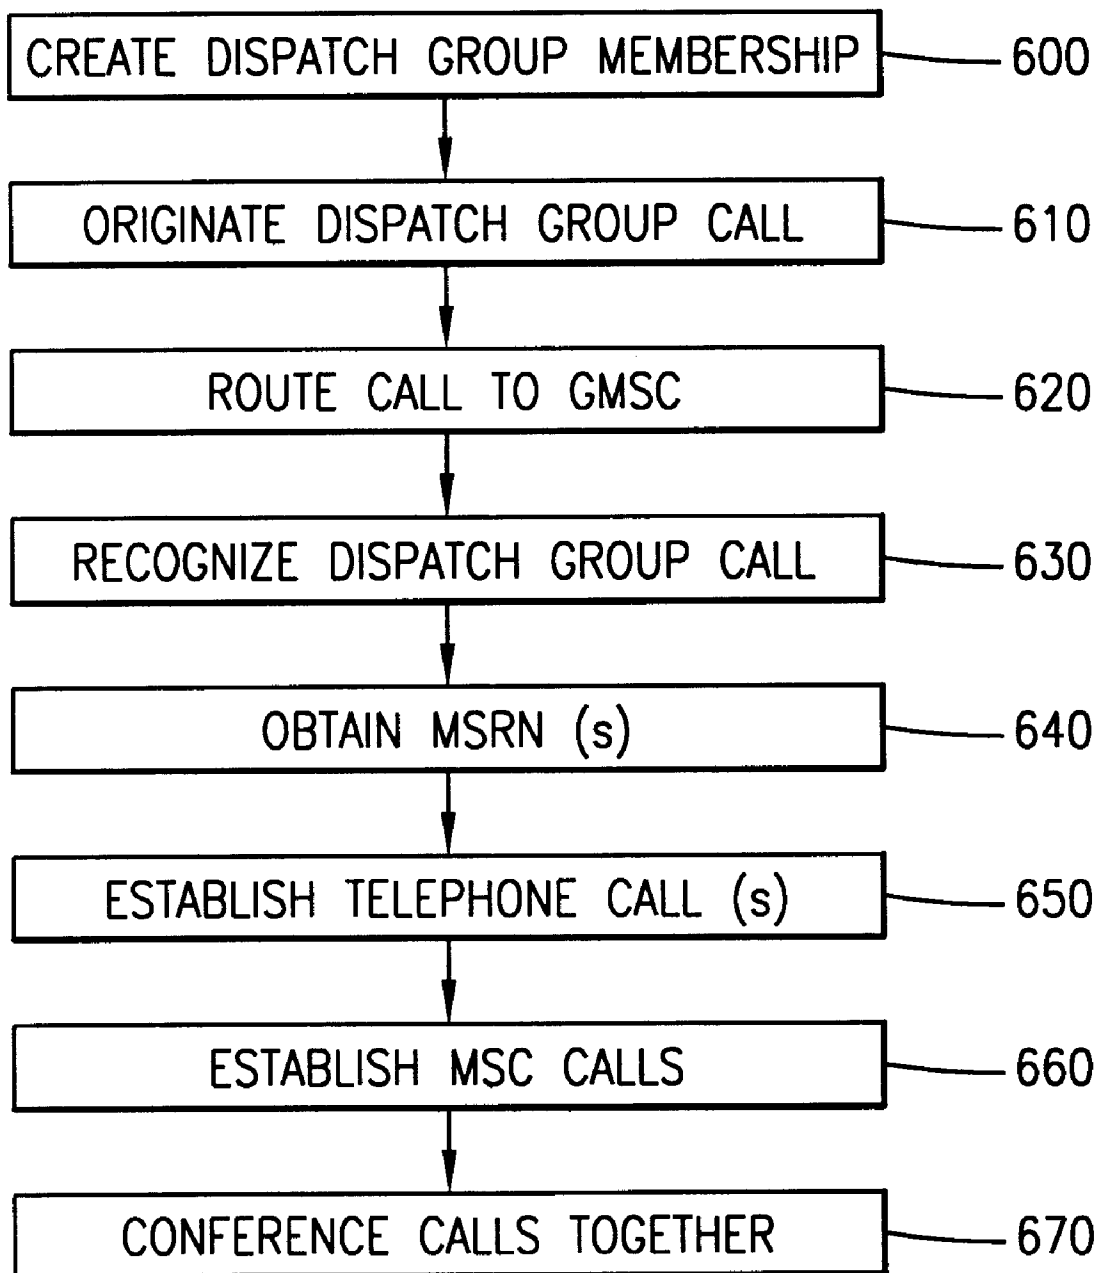 CREATE DISPATCH GROUP MEMBERSHIP 600
ORIGINATE DISPATCH GROUP CALL 610
ROUTE CALL TO GMSC 620
RECOGNIZE DISPATCH GROUP CALL 630
OBTAIN MSRN (s) 640
ESTABLISH TELEPHONE CALL (s) 650
ESTABLISH MSC CALLS 660
CONFERENCE CALLS TOGETHER 670